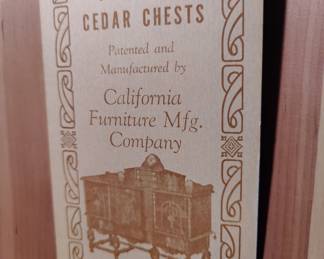 CEDAR CHESTS
Patented and
Manufactured by
California
Furniture Mfg.
Company